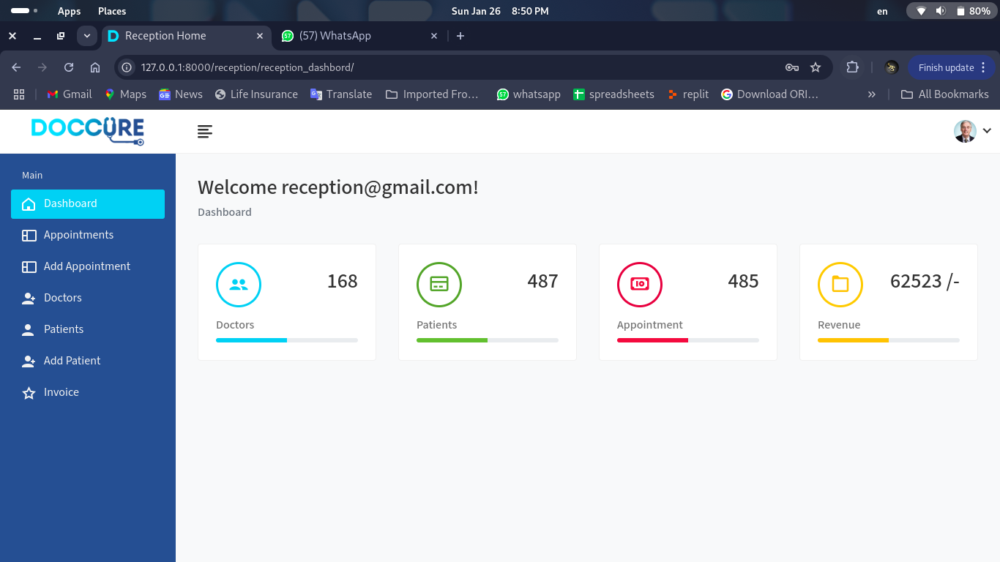 Apps Places Sun Jan 26 8:50 PM en 80%
Reception Home (57) WhatsApp
127.0.0.1:8000/reception/reception_dashbord/ Finish update
Gmail Maps News Life Insurance Translate Imported Fro... whatsapp spreadsheets replit Download ORI... All Bookmarks
DOCCURE
Main
Dashboard
Appointments
Add Appointment
Doctors
Patients
Add Patient
Invoice
Welcome reception@gmail.com!
Dashboard
168
Doctors
487
Patients
485
Appointment
62523 /-
Revenue